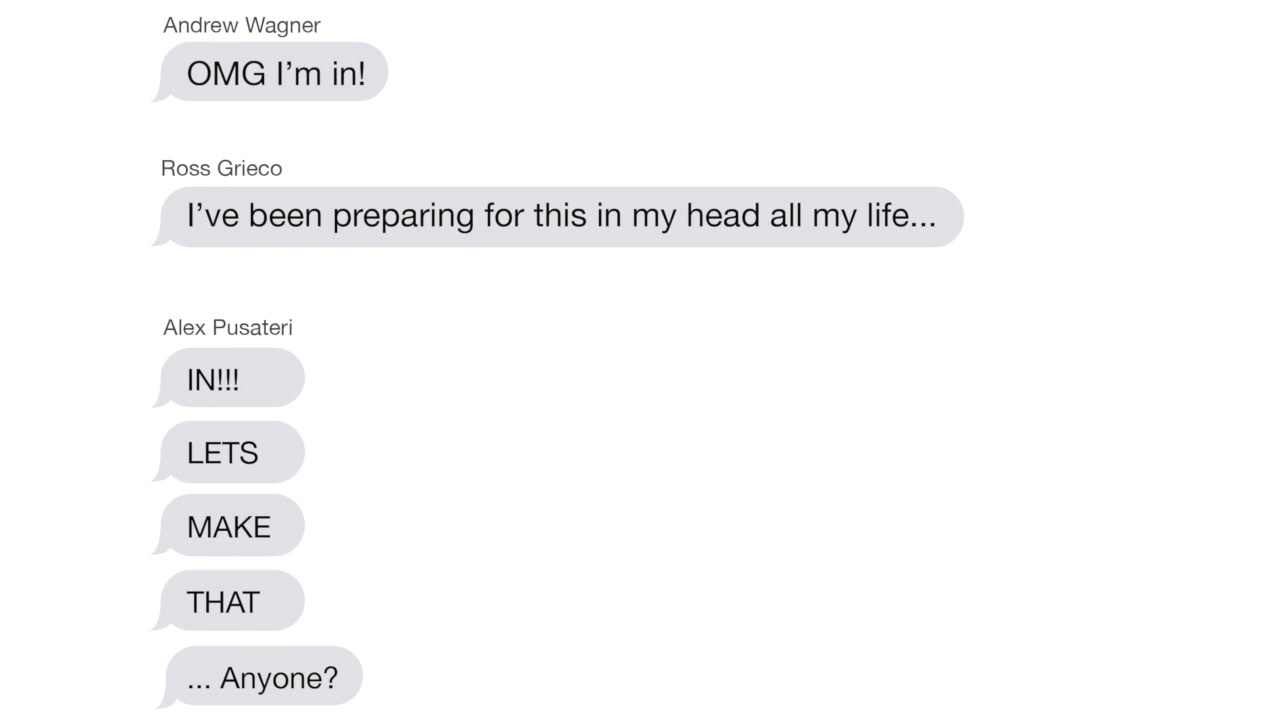 Andrew Wagner
OMG I’m in!
Ross Grieco
I’ve been preparing for this in my head all my life...
Alex Pusateri
IN!!!
LETS
MAKE
THAT
... Anyone?